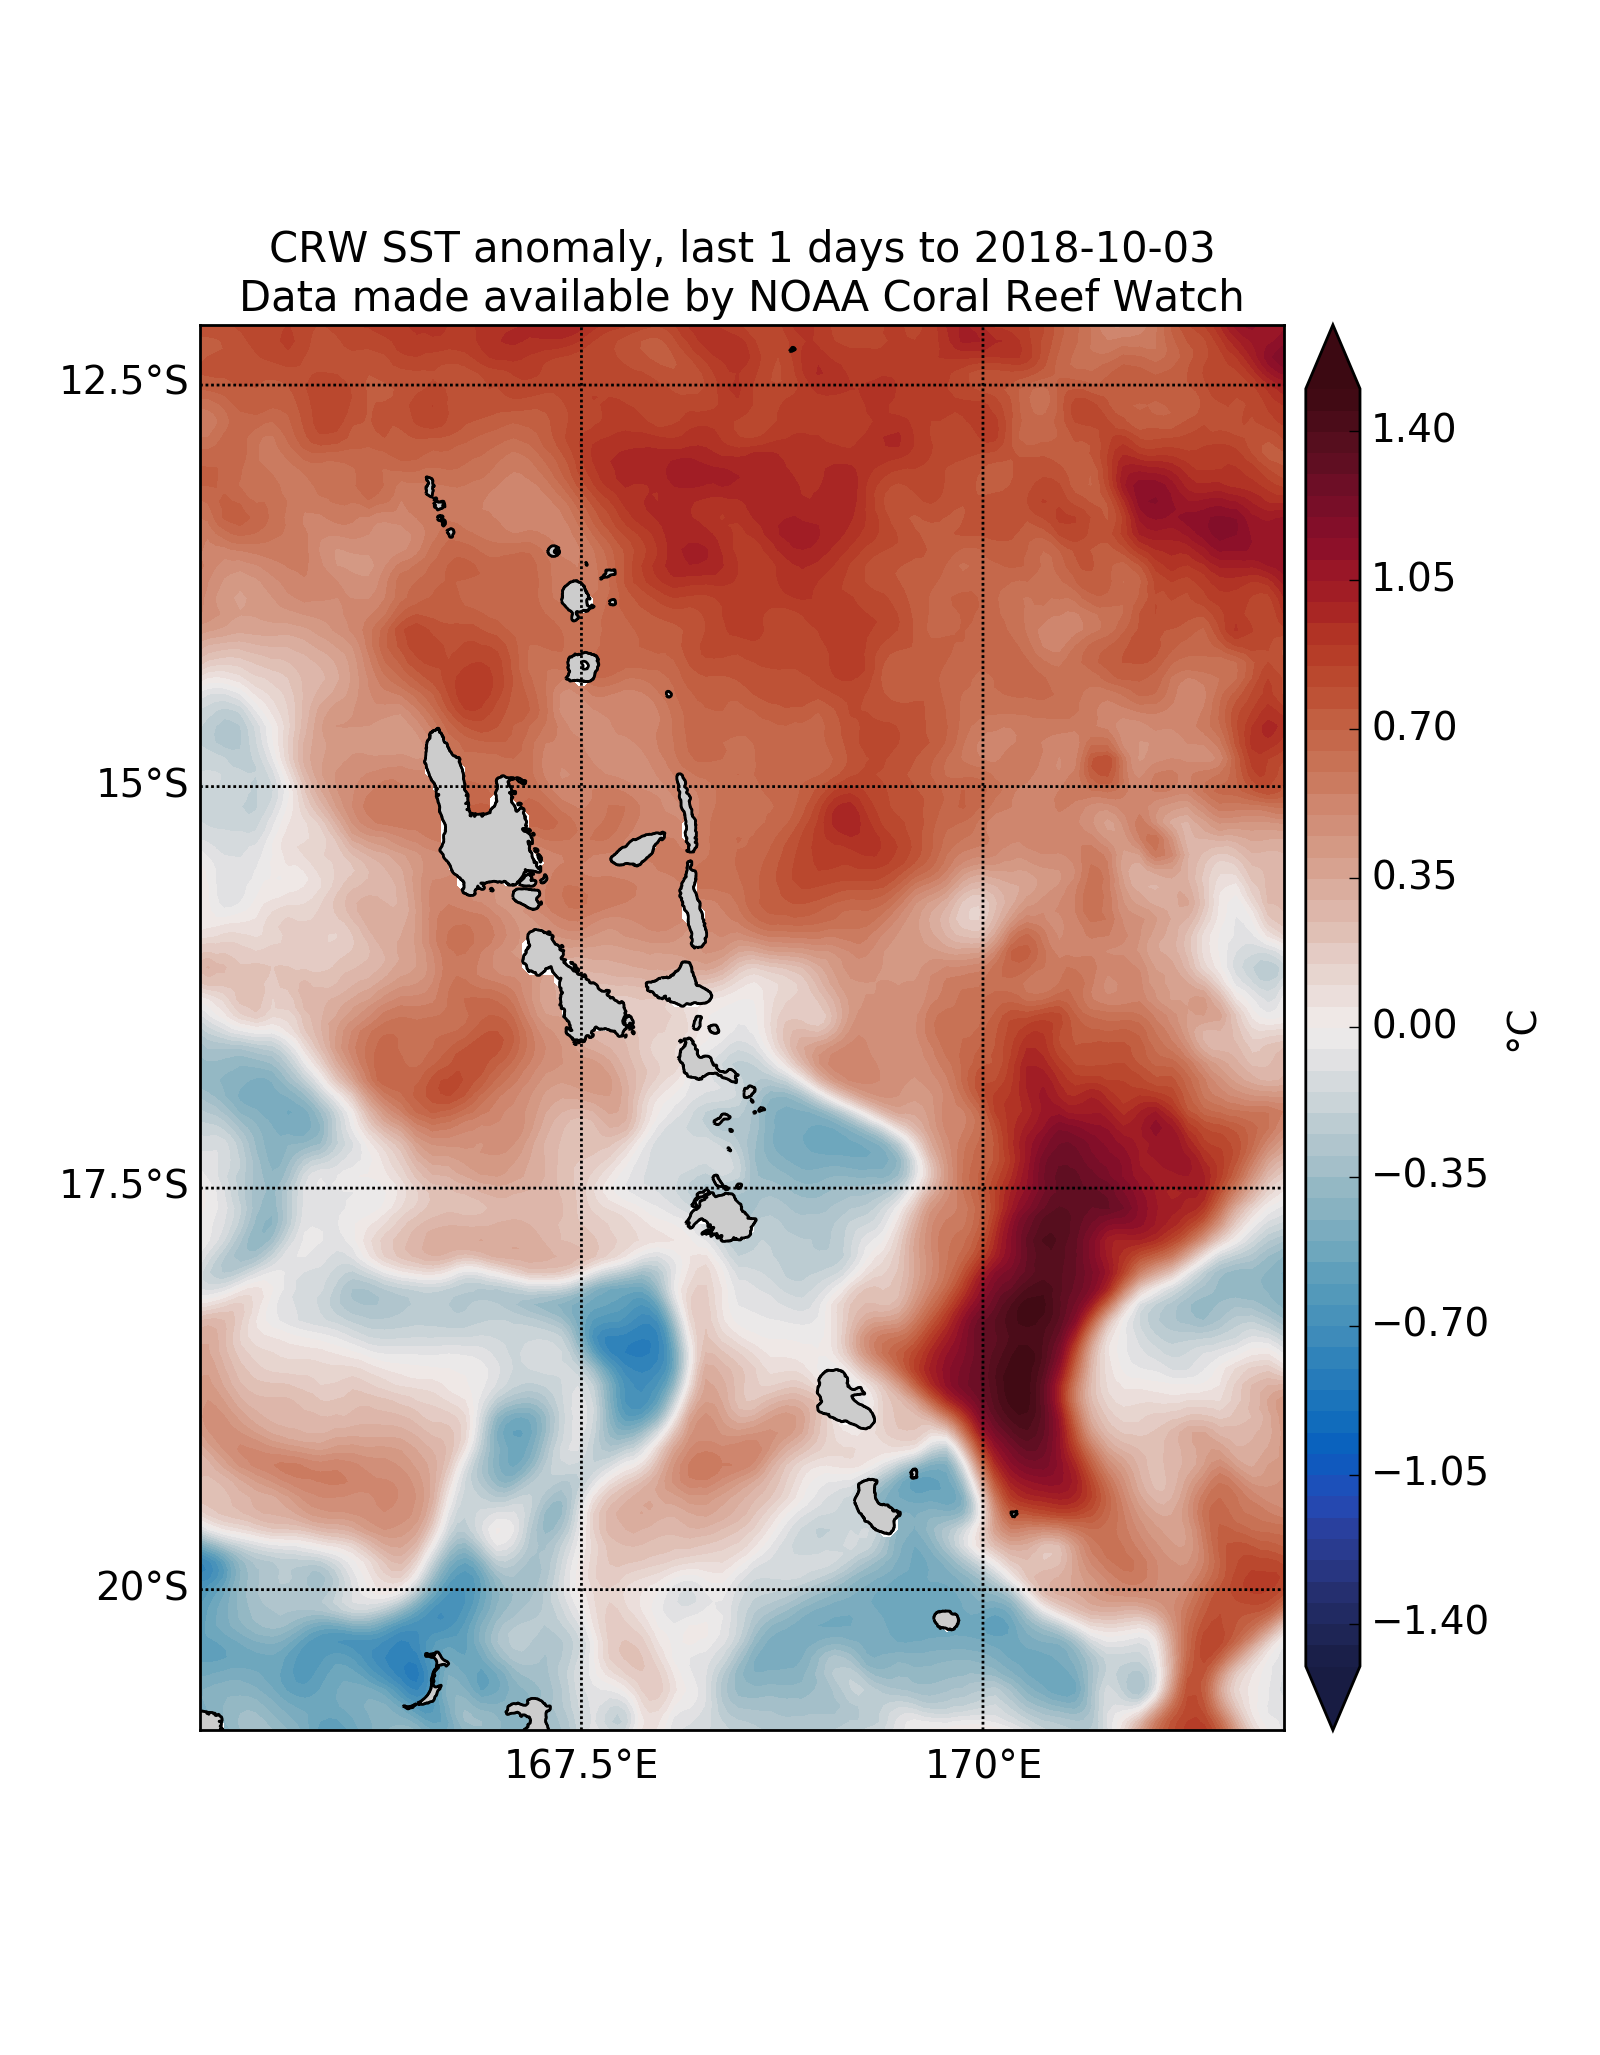 CRW SST anomaly, last 1 days to 2018-10-03
Data made available by NOAA Coral Reef Watch
12.5°S
15°S
17.5°S
20°S
167.5°E
170°E
1.40
1.05
0.70
0.35
0.00
−0.35
−0.70
−1.05
−1.40
°C